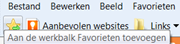 Bestand Bewerken Beeld Favorieten
Aanbevolen websites Links
Aan de werkbalk Favorieten toevoegen